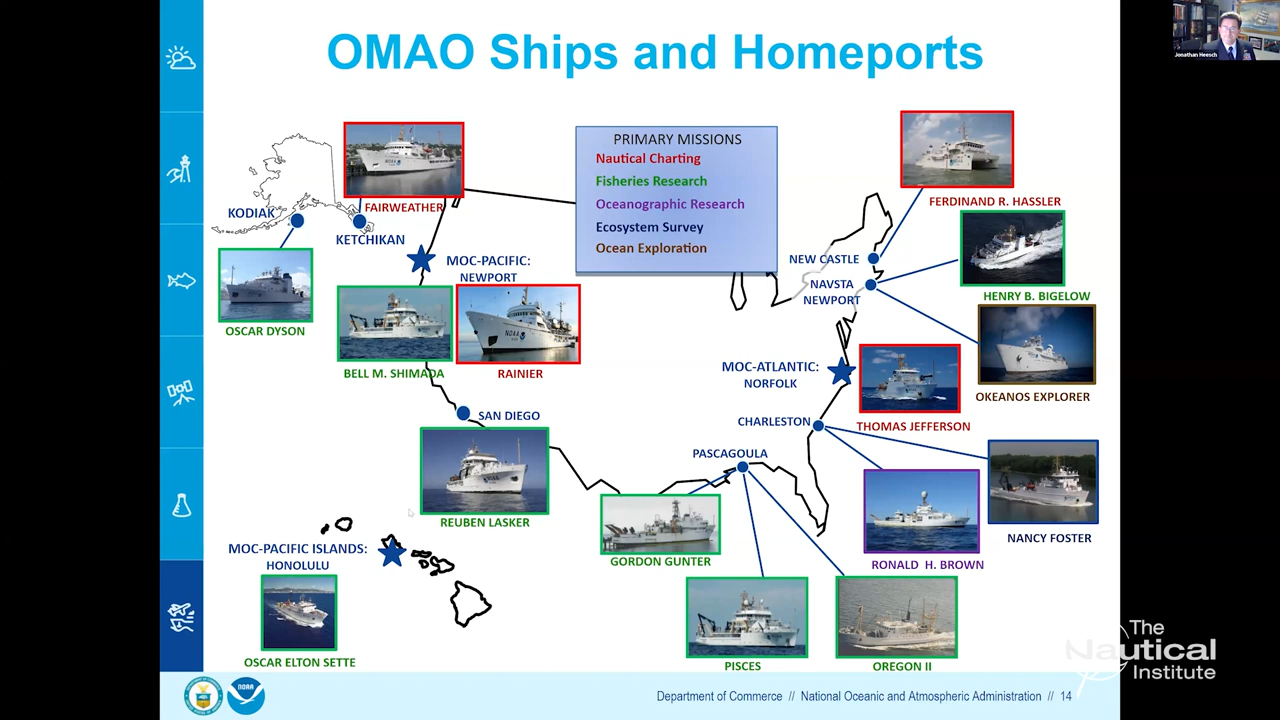 OMAO Ships and Homeports
Jonathan Heesch
PRIMARY MISSIONS
Nautical Charting
Fisheries Research
Oceanographic Research
Ecosystem Survey
Ocean Exploration
KODIAK
FAIRWEATHER
KETCHIKAN
OSCAR DYSON
MOC-PACIFIC:
NEWPORT
BELL M. SHIMADA
RAINIER
NOAA
SAN DIEGO
REUBEN LASKER
MOC-PACIFIC ISLANDS:
HONOLULU
OSCAR ELTON SETTE
FERDINAND R. HASSLER
NEW CASTLE
NAVSTA
NEWPORT
HENRY B. BIGELOW
OKEANOS EXPLORER
MOC-ATLANTIC:
NORFOLK
THOMAS JEFFERSON
CHARLESTON
NANCY FOSTER
RONALD H. BROWN
PASCAGOULA
GORDON GUNTER
PISCES
OREGON II
The
Nautical
Institute
NOAA
Department of Commerce // National Oceanic and Atmospheric Administration // 14